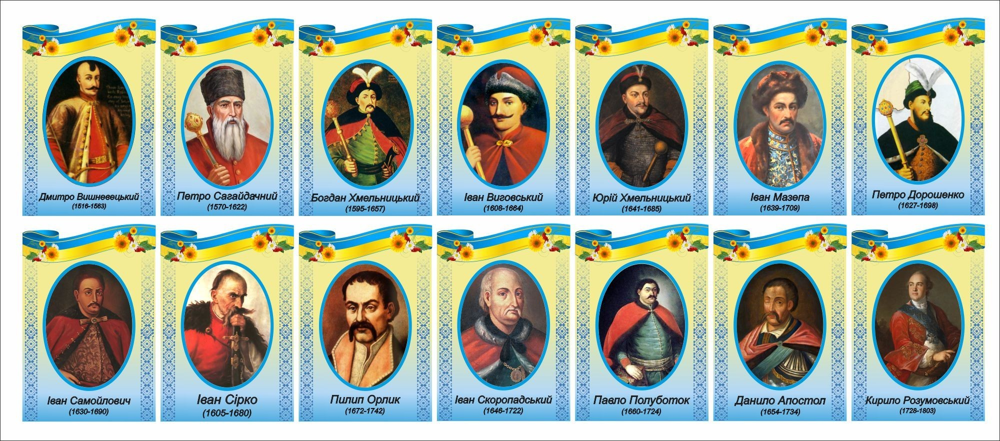 Дмитро Вишневецький
(1516-1563)
Петро Сагайдачний
(1570-1622)
Богдан Хмельницький
(1595-1657)
Іван Виговський
(1608-1664)
Юрій Хмельницький
(1641-1685)
Іван Мазепа
(1639-1709)
Петро Дорошенко
(1627-1698)
Іван Самойлович
(1630-1690)
Іван Сірко
(1605-1680)
Пилип Орлик
(1672-1742)
Іван Скоропадський
(1646-1722)
Павло Полуботок
(1660-1724)
Данило Апостол
(1654-1734)
Кирило Розумовський
(1728-1803)